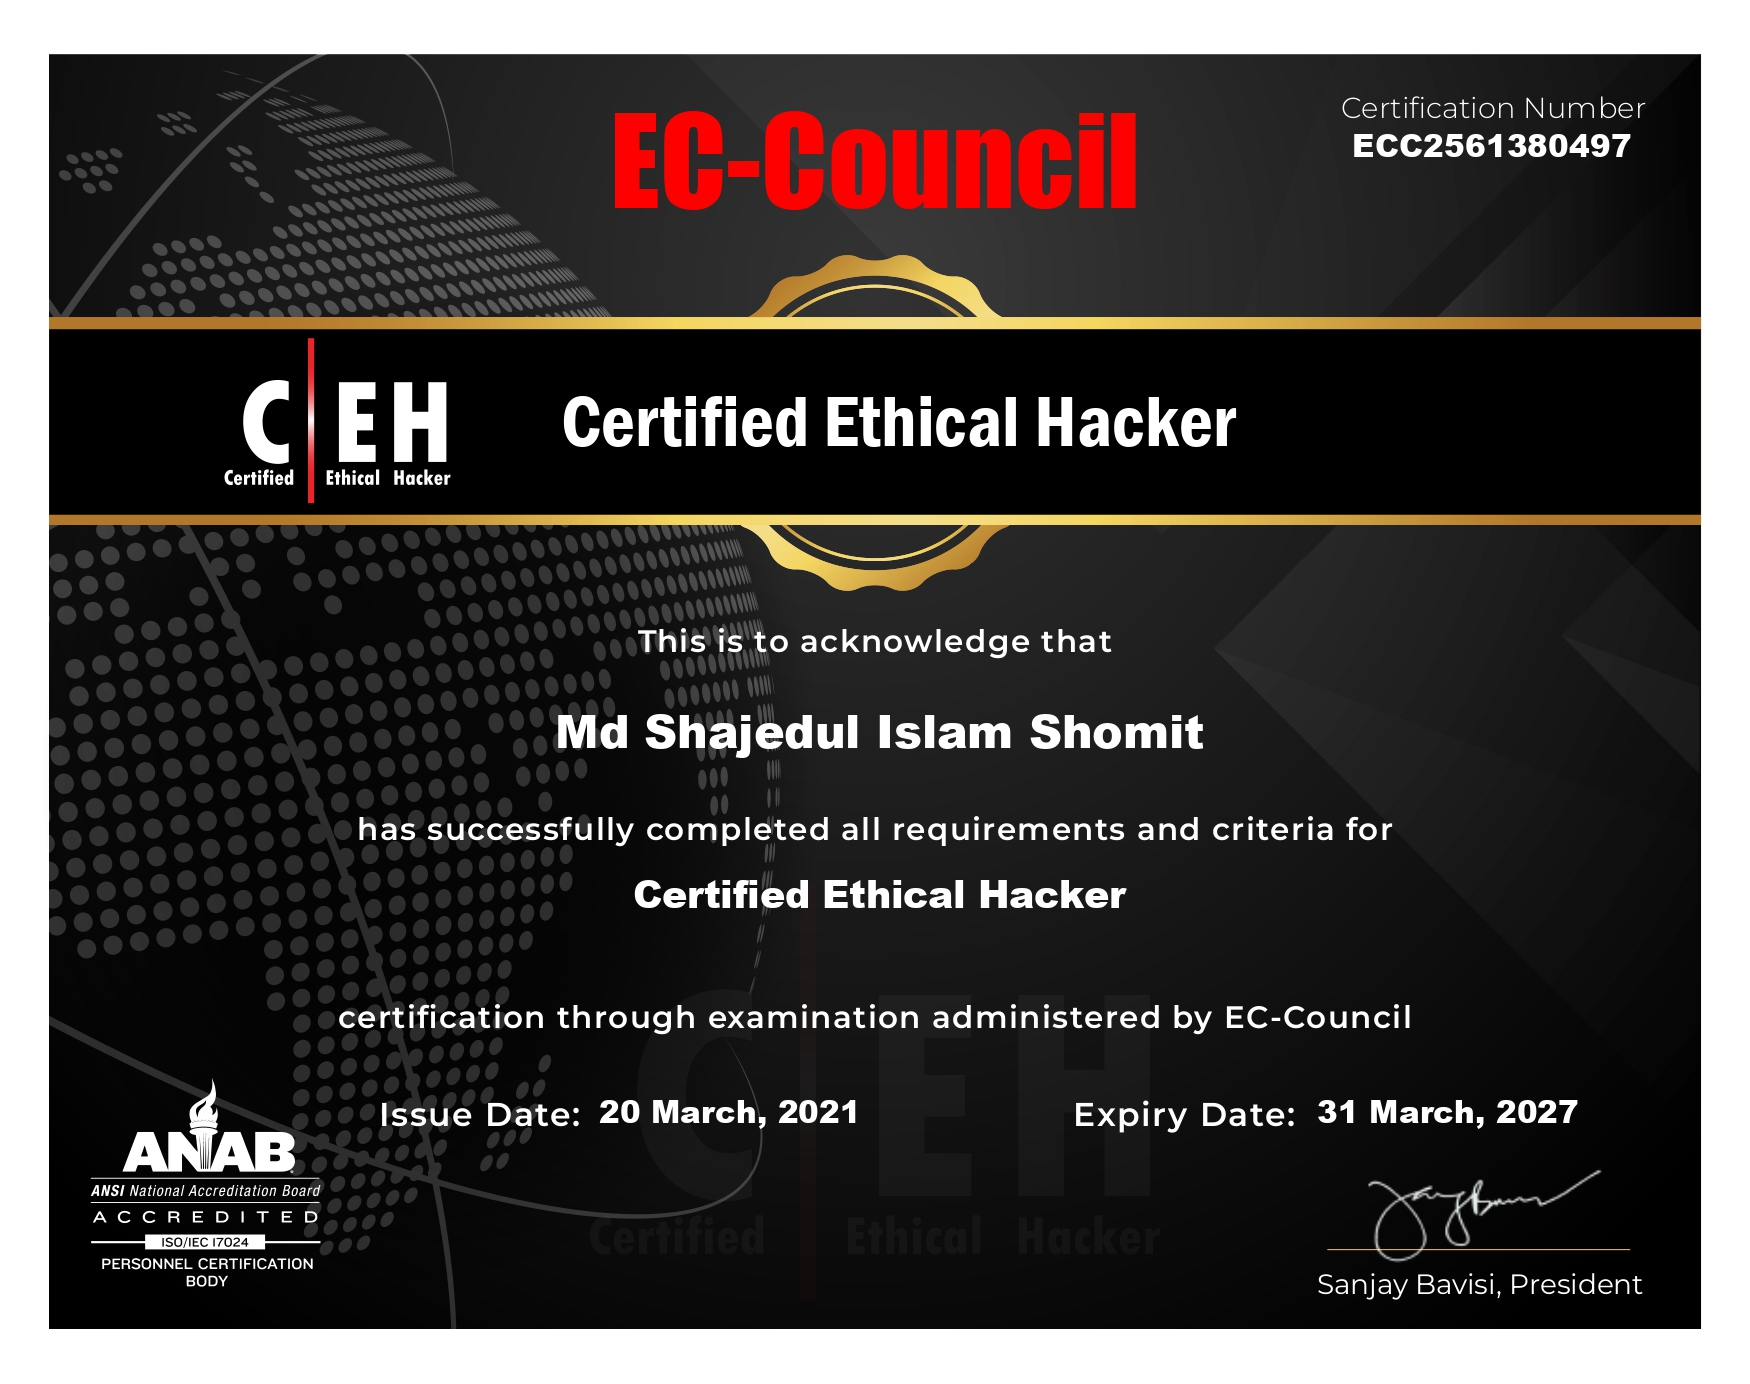 EC-Council
Certification Number
ECC2561380497
CEH
Certified Ethical Hacker
Certified Ethical Hacker
This is to acknowledge that
Md Shajedul Islam Shomit
has successfully completed all requirements and criteria for
Certified Ethical Hacker
certification through examination administered by EC-Council
Issue Date: 20 March, 2021
Expiry Date: 31 March, 2027
CEH
Certified Ethical Hacker
ANAB
ANSI National Accreditation Board
ACCREDITED
ISO/IEC 17024
PERSONNEL CERTIFICATION
BODY
Sanjay Bavisi, President